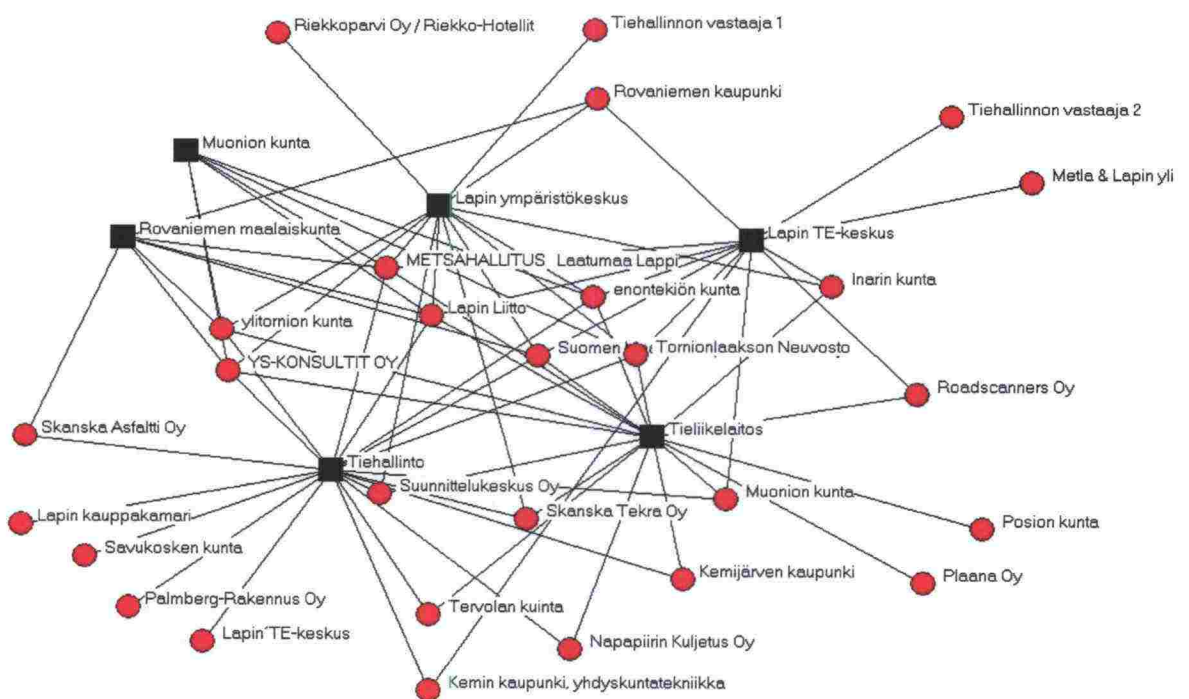 Riekkoparvi Oy / Riekko-Hotellit
Tiehallinnon vastaaja 1
Rovaniemen kaupunki
Tiehallinnon vastaaja 2
Muonion kunta
Metla & Lapin yli
Lapin ympäristökeskus
Rovaniemen maalaiskunta
Lapin TE-keskus
METSAHALLITUS
Laatumaa Lappi
enontekiön kunta
Inarin kunta
Lapin Liitto
ylitornion kunta
Suomen
Tornionlaakson Neuvosto
YS-KONSULTIT OY
Roadscanners Oy
Skanska Asfaltti Oy
Tieliikelaitos
Tiehallinto
Suunnittelukeskus Oy
Muonion kunta
Lapin kauppakamari
Skanska Tekra Oy
Posion kunta
Savukosken kunta
Kemijärven kaupunki
Plaana Oy
Palmberg-Rakennus Oy
Tervolan kuinta
Lapin TE-keskus
Napapiirin Kuljetus Oy
Kemin kaupunki, yhdyskuntatekniikka